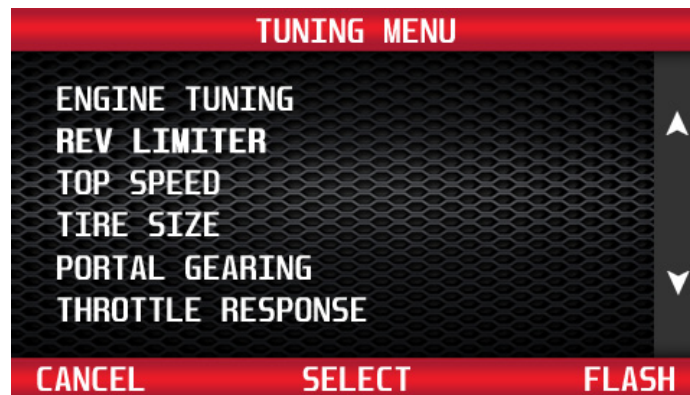 TUNING MENU
ENGINE TUNING
REV LIMITER
TOP SPEED
TIRE SIZE
PORTAL GEARING
THROTTLE RESPONSE
CANCEL SELECT FLASH